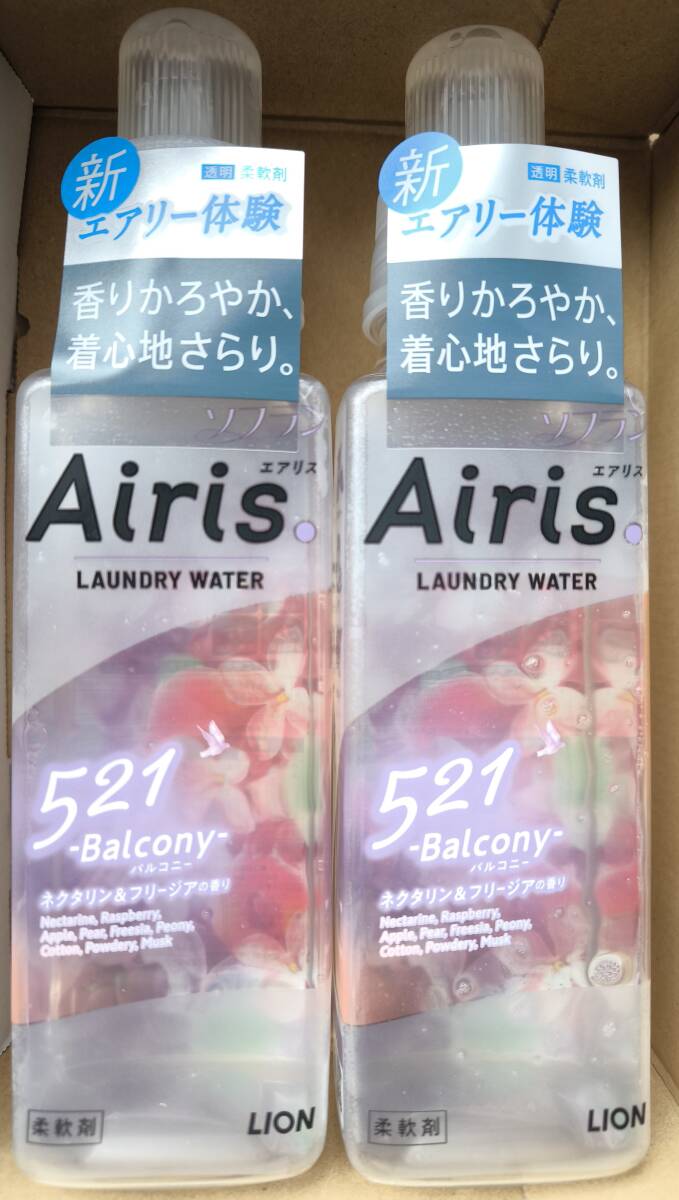 新
透明 柔軟剤
エアリー体験
香りかろやか、
着心地さらり。
ソフラン
エアリス
Airis.
LAUNDRY WATER
521
-Balcony-
バルコニー
ネクタリン&フリージアの香り
Nectarine, Raspberry,
Apple, Pear, Freesia, Peony,
Cotton, Powdery, Musk
柔軟剤
LION
新
透明 柔軟剤
エアリー体験
香りかろやか、
着心地さらり。
ソフラン
エアリス
Airis.
LAUNDRY WATER
521
-Balcony-
バルコニー
ネクタリン&フリージアの香り
Nectarine, Raspberry,
Apple, Pear, Freesia, Peony,
Cotton, Powdery, Musk
柔軟剤
LION